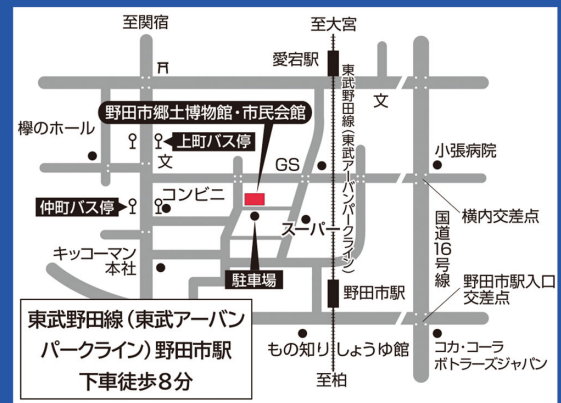 至関宿
至大宮
愛宕駅
東武野田線(東武アーバンパークライン)
文
野田市郷土博物館・市民会館
欅のホール
上町バス停
文
GS
小張病院
仲町バス停
コンビニ
スーパー
横内交差点
国道16号線
キッコーマン
本社
駐車場
野田市駅
野田市駅入口
交差点
東武野田線(東武アーバン
パークライン)野田市駅
下車徒歩8分
もの知りしょうゆ館
コカ・コーラ
ボトラーズジャパン
至柏